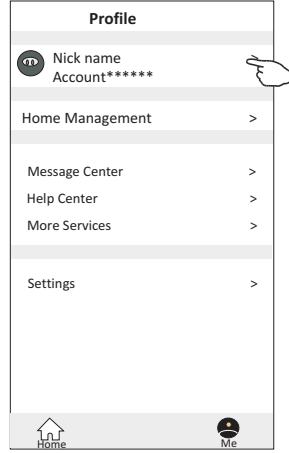 Profile
Nick name
Account******
Home Management >
Message Center >
Help Center >
More Services >
Settings >
Home Me